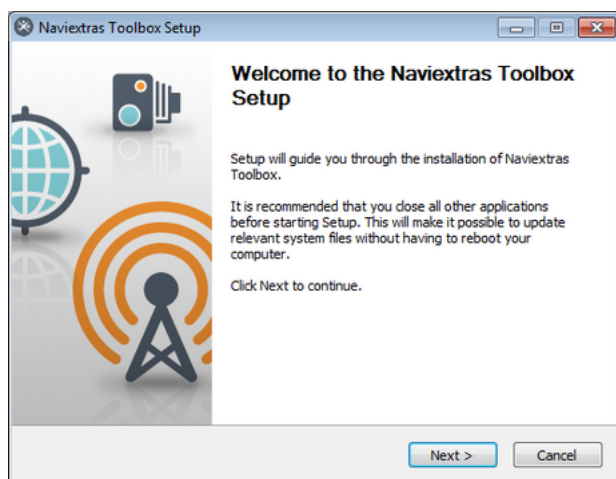 Naviextras Toolbox Setup
Welcome to the Naviextras Toolbox
Setup
Setup will guide you through the installation of Naviextras
Toolbox.
It is recommended that you close all other applications
before starting Setup. This will make it possible to update
relevant system files without having to reboot your
computer.
Click Next to continue.
Next >
Cancel